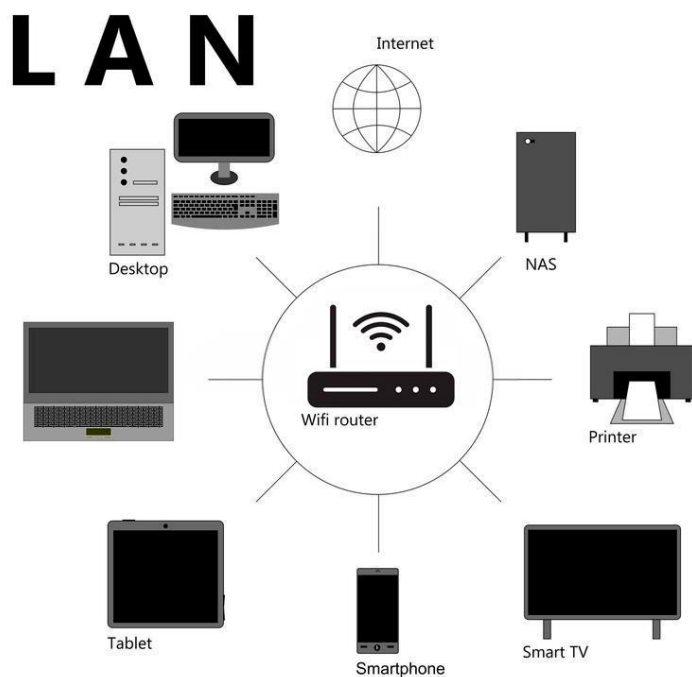 LAN
Internet
NAS
Desktop
Wifi router
Printer
Tablet
Smartphone
Smart TV